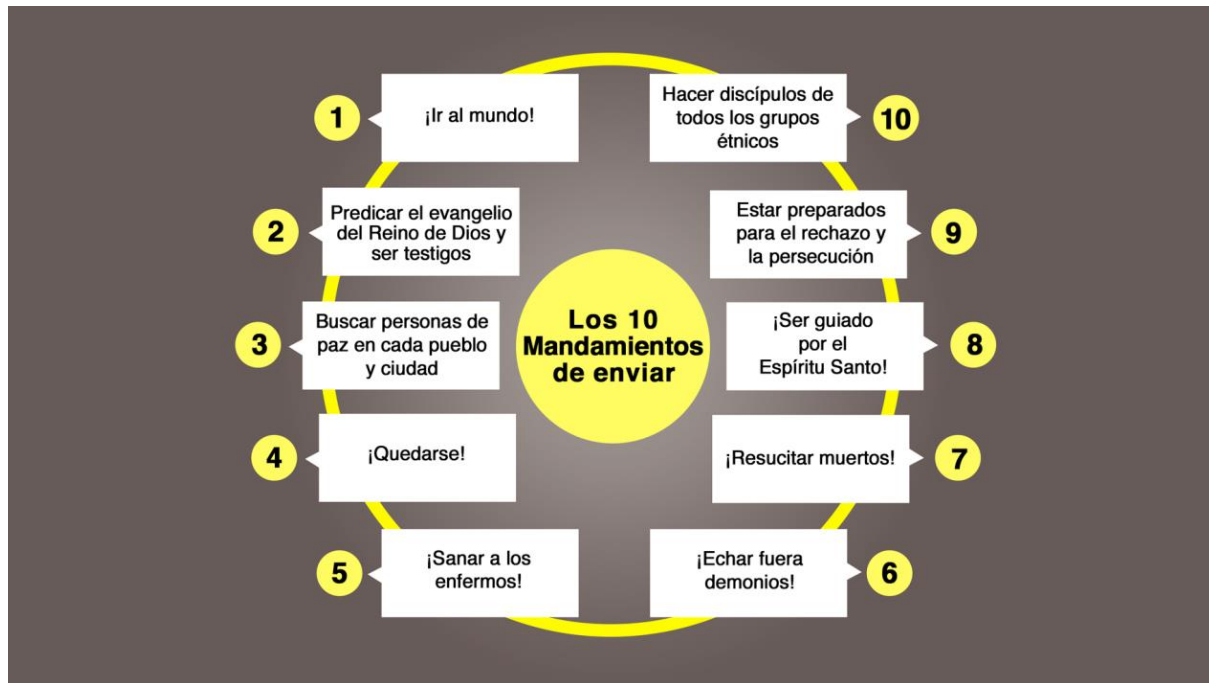 Los 10
Mandamientos
de enviar
1
¡Ir al mundo!
2
Predicar el evangelio
del Reino de Dios y
ser testigos
3
Buscar personas de
paz en cada pueblo
y ciudad
4
¡Quedarse!
5
¡Sanar a los
enfermos!
6
¡Echar fuera
demonios!
7
¡Resucitar muertos!
8
¡Ser guiado
por el
Espíritu Santo!
9
Estar preparados
para el rechazo y
la persecución
10
Hacer discípulos de
todos los grupos
étnicos